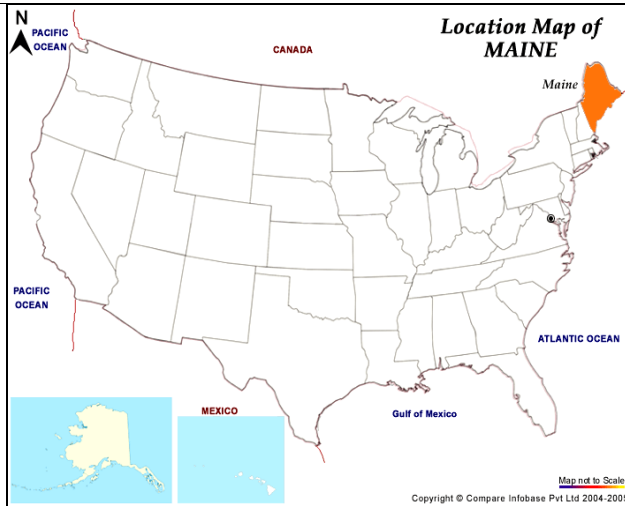 N
PACIFIC
OCEAN
CANADA
Location Map of
MAINE
Maine
PACIFIC
OCEAN
ATLANTIC OCEAN
MEXICO
Gulf of Mexico
Map not to Scale
Copyright © Compare Infobase Pvt Ltd 2004-2005